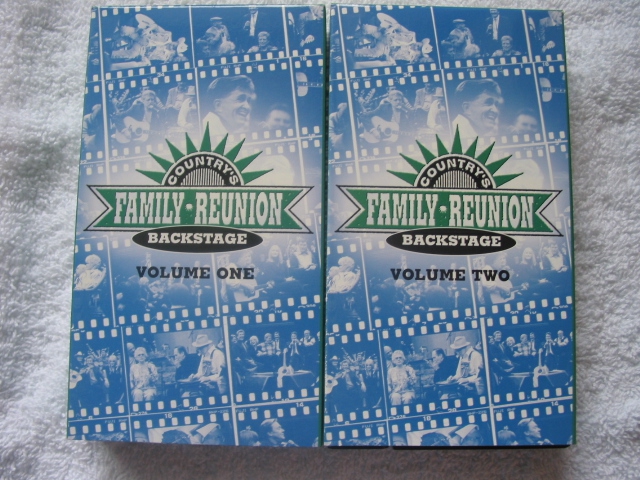 COUNTRY'S
FAMILY • REUNION
BACKSTAGE
VOLUME ONE
COUNTRY'S
FAMILY • REUNION
BACKSTAGE
VOLUME TWO